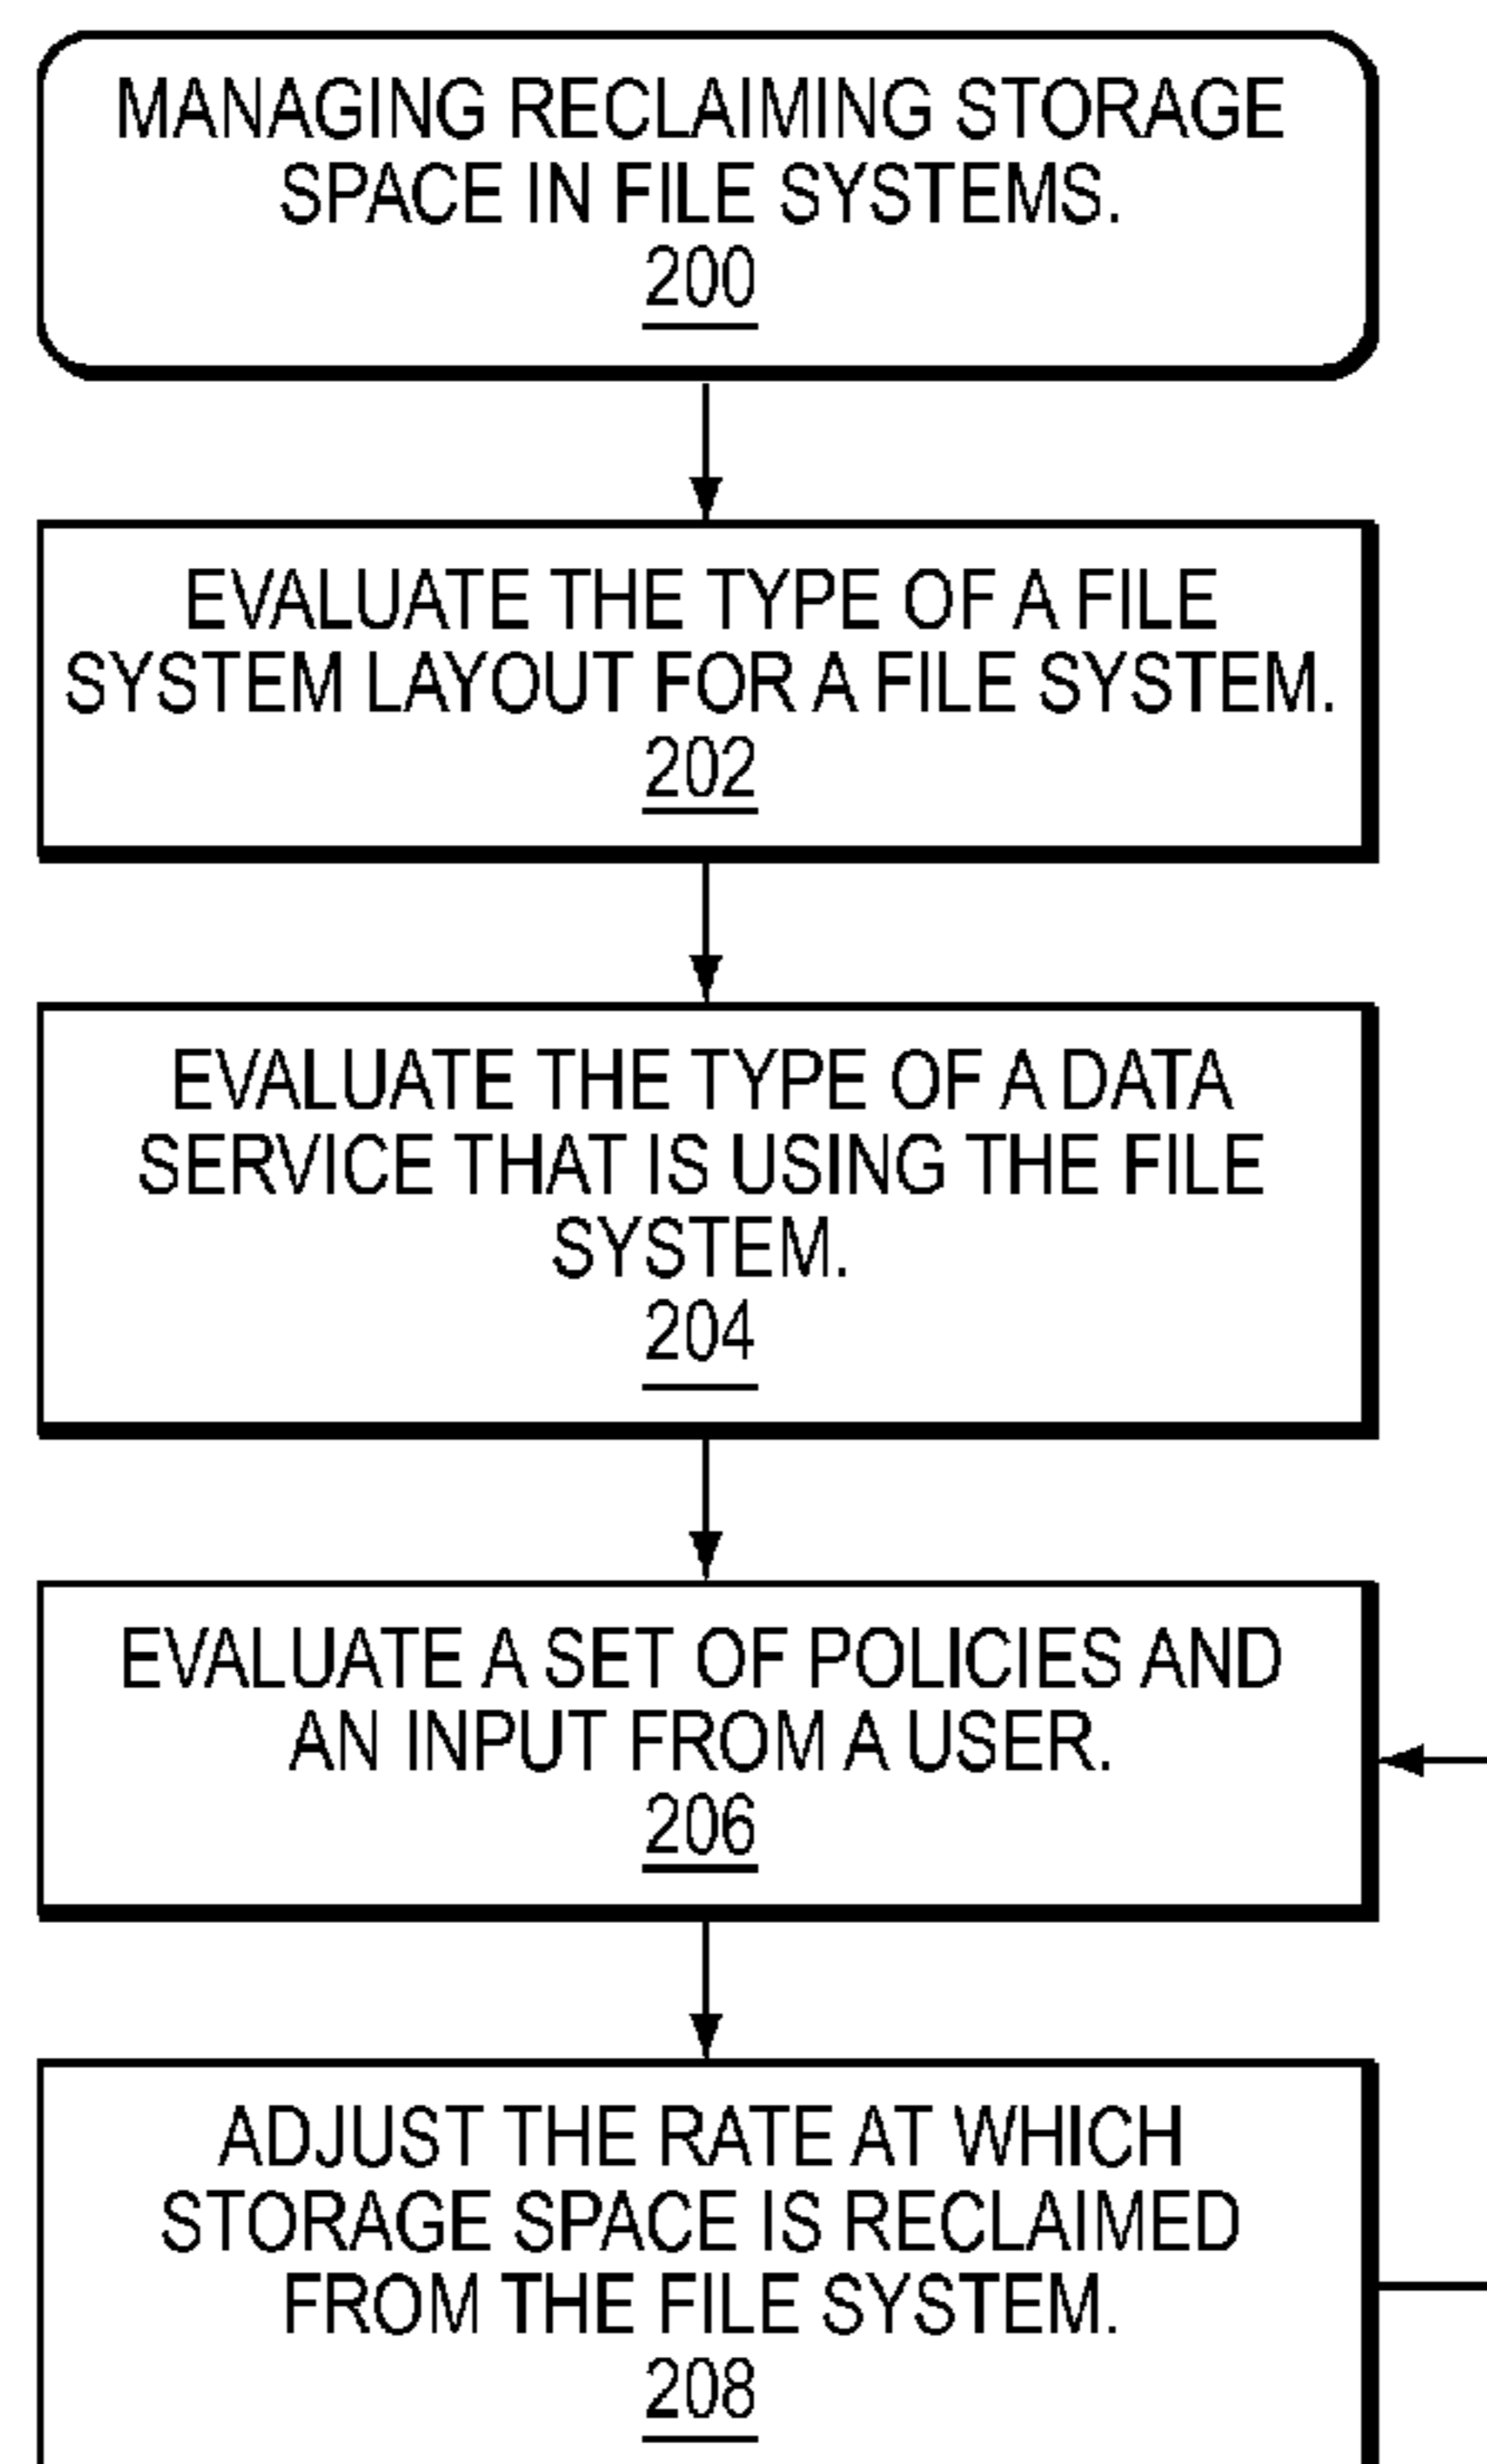 MANAGING RECLAIMING STORAGE
SPACE IN FILE SYSTEMS.
200
EVALUATE THE TYPE OF A FILE
SYSTEM LAYOUT FOR A FILE SYSTEM.
202
EVALUATE THE TYPE OF A DATA
SERVICE THAT IS USING THE FILE
SYSTEM.
204
EVALUATE A SET OF POLICIES AND
AN INPUT FROM A USER.
206
ADJUST THE RATE AT WHICH
STORAGE SPACE IS RECLAIMED
FROM THE FILE SYSTEM.
208